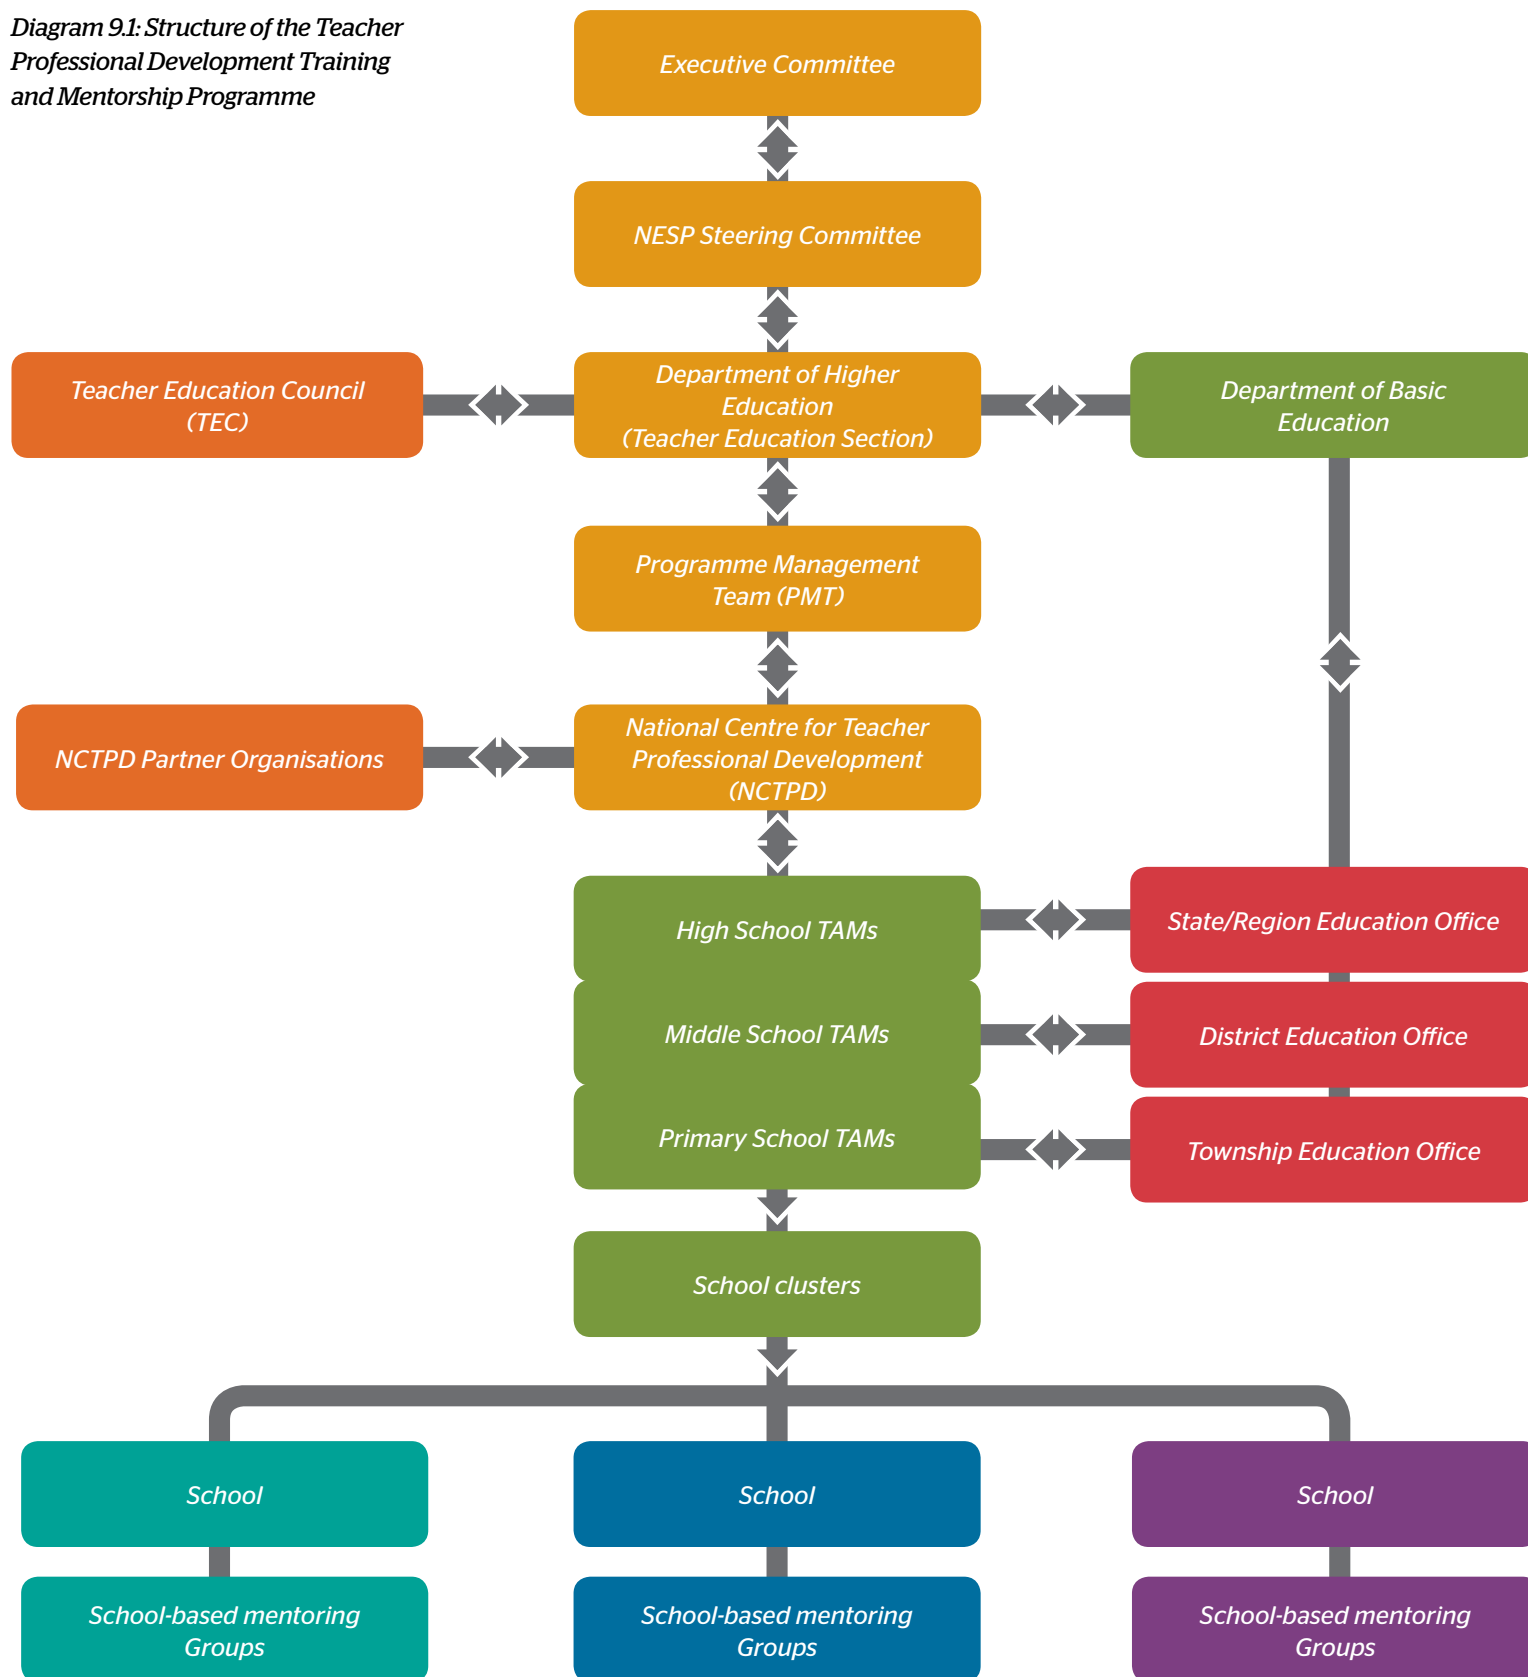 Diagram 9.1: Structure of the Teacher
Professional Development Training
and Mentorship Programme
Executive Committee
NESP Steering Committee
Teacher Education Council
(TEC)
Department of Higher
Education
(Teacher Education Section)
Department of Basic
Education
Programme Management
Team (PMT)
NCTPD Partner Organisations
National Centre for Teacher
Professional Development
(NCTPD)
High School TAMs
State/Region Education Office
Middle School TAMs
District Education Office
Primary School TAMs
Township Education Office
School clusters
School
School
School
School-based mentoring
Groups
School-based mentoring
Groups
School-based mentoring
Groups